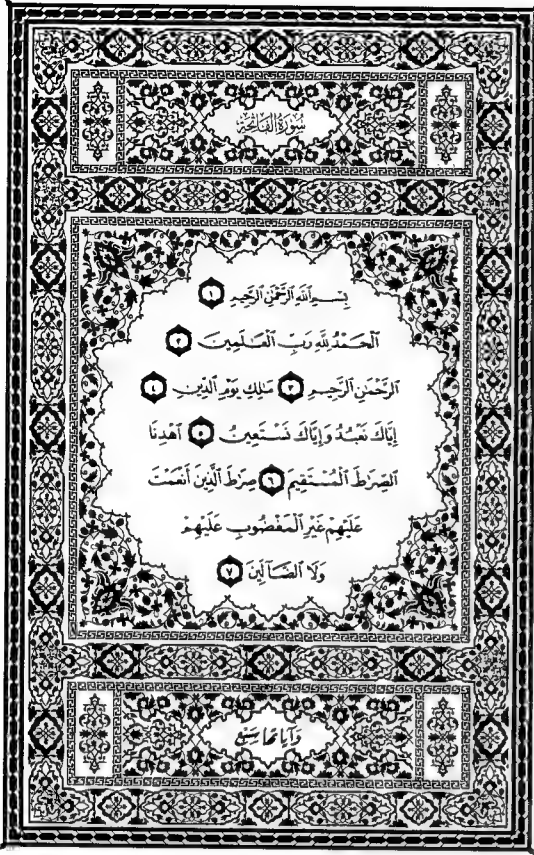 سُورَةُ الفَاتِحَةِ
بِسْمِ ٱللَّهِ ٱلرَّحْمَٰنِ ٱلرَّحِيمِ ١
ٱلْحَمْدُ لِلَّهِ رَبِّ ٱلْعَٰلَمِينَ ٢
ٱلرَّحْمَٰنِ ٱلرَّحِيمِ ٣ مَٰلِكِ يَوْمِ ٱلدِّينِ ٤
إِيَّاكَ نَعْبُدُ وَإِيَّاكَ نَسْتَعِينُ ٥ ٱهْدِنَا
ٱلصِّرَٰطَ ٱلْمُسْتَقِيمَ ٦ صِرَٰطَ ٱلَّذِينَ أَنْعَمْتَ
عَلَيْهِمْ غَيْرِ ٱلْمَغْضُوبِ عَلَيْهِمْ
وَلَا ٱلضَّآلِّينَ ٧
وَآيَاتُهَا سَبْع